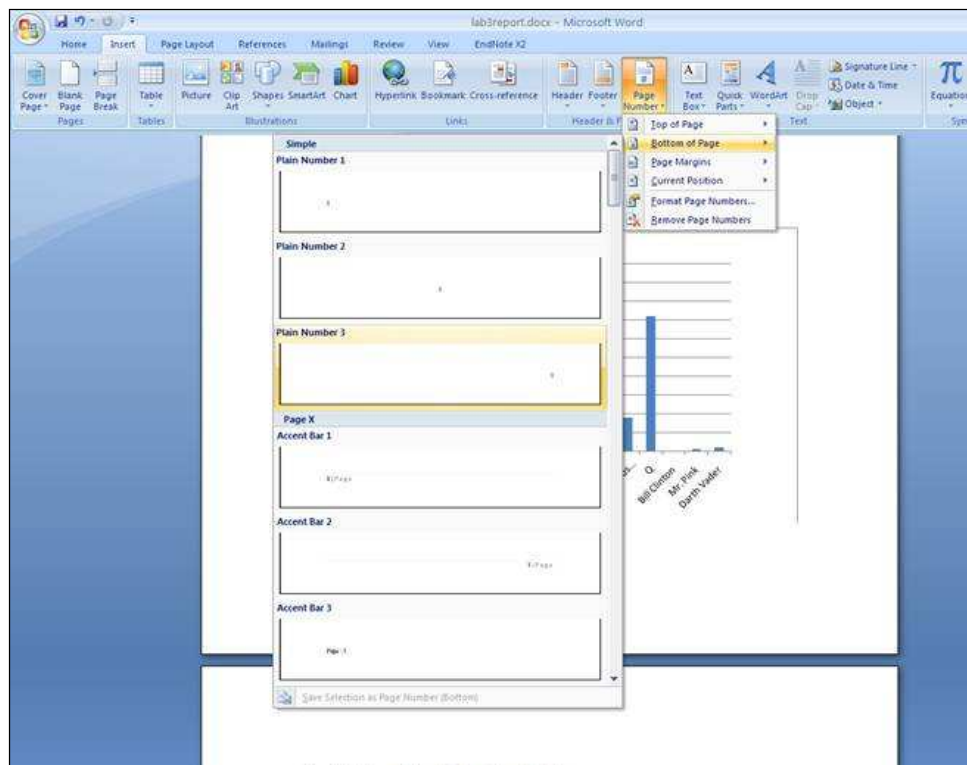 lab3report.docx - Microsoft Word
Home Insert Page Layout References Mailings Review View EndNote X2
Cover Page Blank Page Page Break Table Picture Clip Art Shapes SmartArt Chart Hyperlink Bookmark Cross-reference Header Footer Page Number Text Box Quick Parts WordArt Drop Cap Signature Line Date & Time Object π
Pages Tables Illustrations Links Header & F Text
Top of Page
Bottom of Page
Page Margins
Current Position
Format Page Numbers...
Remove Page Numbers
Simple
Plain Number 1
Plain Number 2
Plain Number 3
Page X
Accent Bar 1
Accent Bar 2
Accent Bar 3
Save Selection as Page Number (Bottom)
Q
Bill Clinton
Mr. Pink
Darth Vader